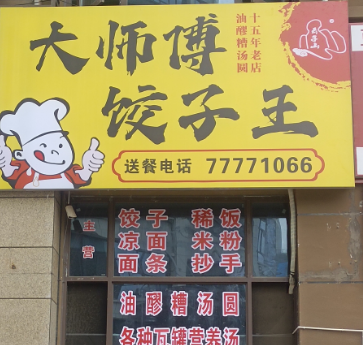 大师傅
饺子王
十五年老店
油醪糟汤圆
送餐电话 77771066
主营
饺子 稀饭
凉面 米粉
面条 抄手
油醪糟汤圆
各种瓦罐营养汤